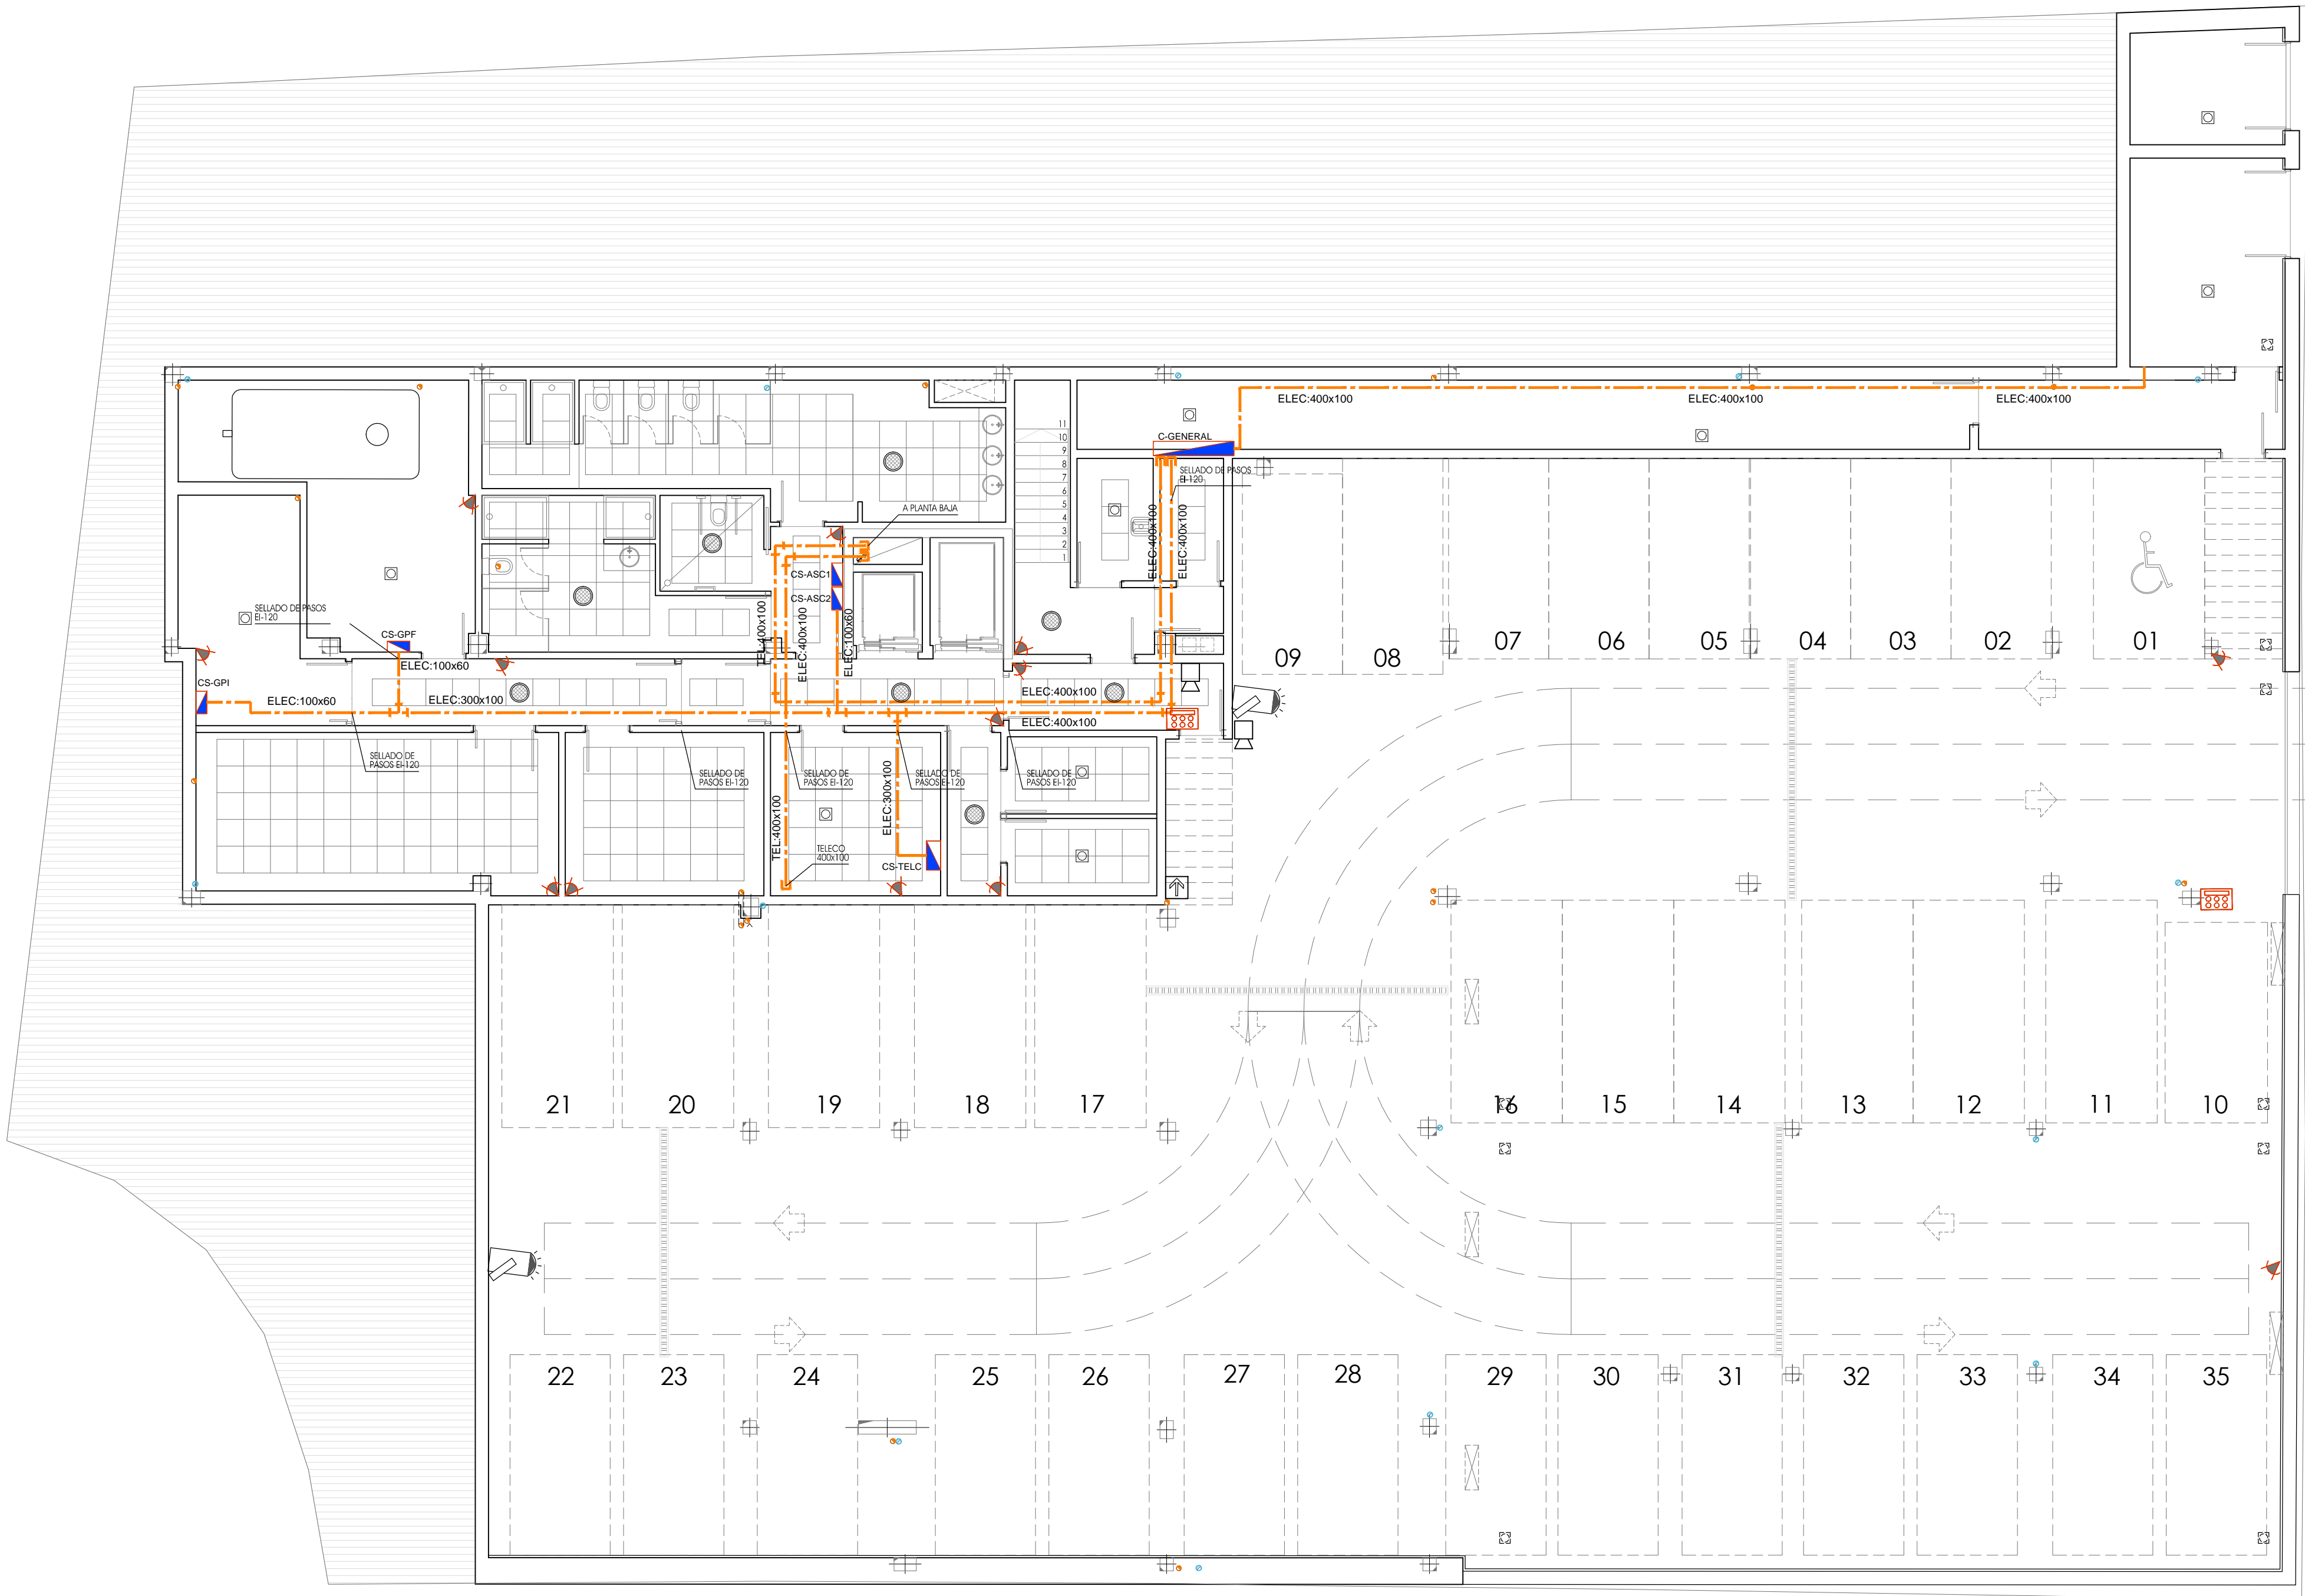 ELEC:400x100
ELEC:400x100
ELEC:400x100
C-GENERAL
11
10
9
8
7
6
5
4
3
2
1
SELLADO DE PASOS
EI-120
A PLANTA BAJA
ELEC:400x100
ELEC:400x100
CS-ASC1
CS-ASC2
SELLADO DE PASOS
EI-120
CS-GPF
ELEC:100x60
TEL:400x100
ELEC:400x100
ELEC:100x60
CS-GPI
ELEC:100x60
ELEC:300x100
ELEC:400x100
ELEC:400x100
09
08
07
06
05
04
03
02
01
SELLADO DE
PASOS EI-120
SELLADO DE
PASOS EI-120
SELLADO DE
PASOS EI-120
SELLADO DE
PASOS EI-120
SELLADO DE
PASOS EI-120
TEL:400x100
ELEC:300x100
TELECO
400x100
CS-TELC
21
20
19
18
17
16
15
14
13
12
11
10
22
23
24
25
26
27
28
29
30
31
32
33
34
35